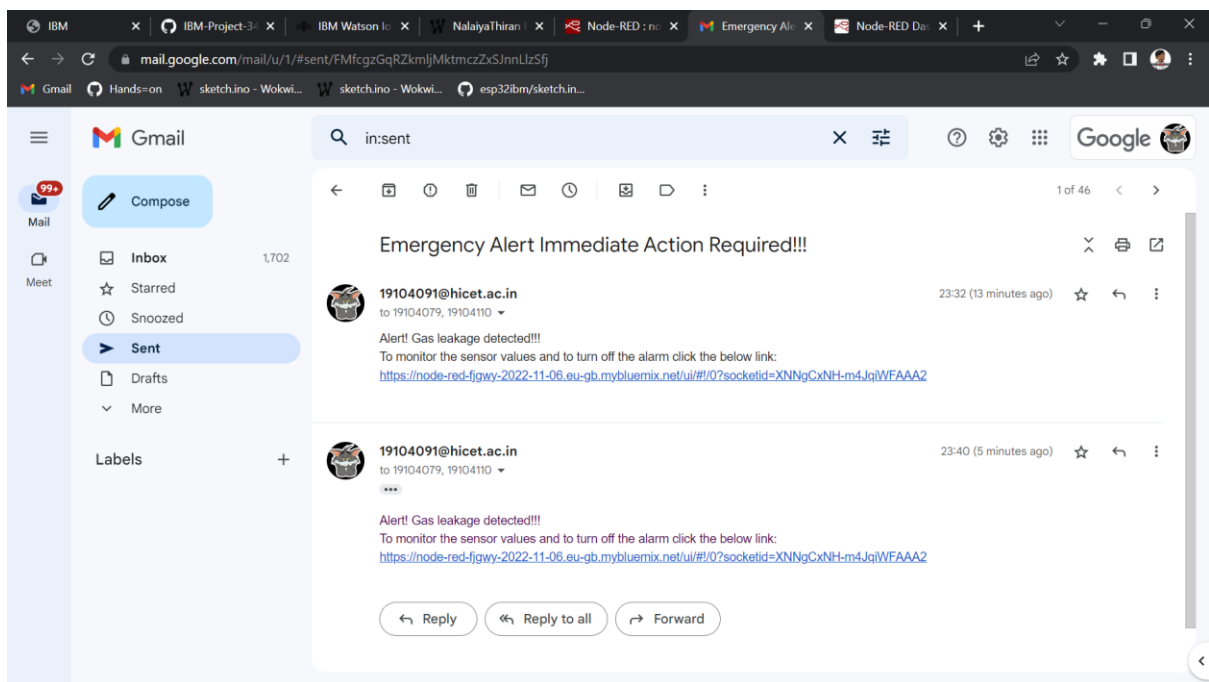 IBM
IBM-Project-34
IBM Watson Io
NalaiyaThiran
Node-RED : no
Emergency Ale
Node-RED Das
mail.google.com/mail/u/1/#sent/FMfcgzGqRZkmljMktmczZxSJnnLlzSfj
Gmail
Hands=on
sketch.ino - Wokwi...
sketch.ino - Wokwi...
esp32ibm/sketch.in...
Gmail
in:sent
Google
99+
Mail
Meet
Compose
Inbox 1,702
Starred
Snoozed
Sent
Drafts
More
Labels
1 of 46
Emergency Alert Immediate Action Required!!!
19104091@hicet.ac.in 23:32 (13 minutes ago)
to 19104079, 19104110
Alert! Gas leakage detected!!!
To monitor the sensor values and to turn off the alarm click the below link:
https://node-red-fjgwy-2022-11-06.eu-gb.mybluemix.net/ui/#!/0?socketid=XNNgCxNH-m4JqiWFAAA2
19104091@hicet.ac.in 23:40 (5 minutes ago)
to 19104079, 19104110
Alert! Gas leakage detected!!!
To monitor the sensor values and to turn off the alarm click the below link:
https://node-red-fjgwy-2022-11-06.eu-gb.mybluemix.net/ui/#!/0?socketid=XNNgCxNH-m4JqiWFAAA2
Reply
Reply to all
Forward